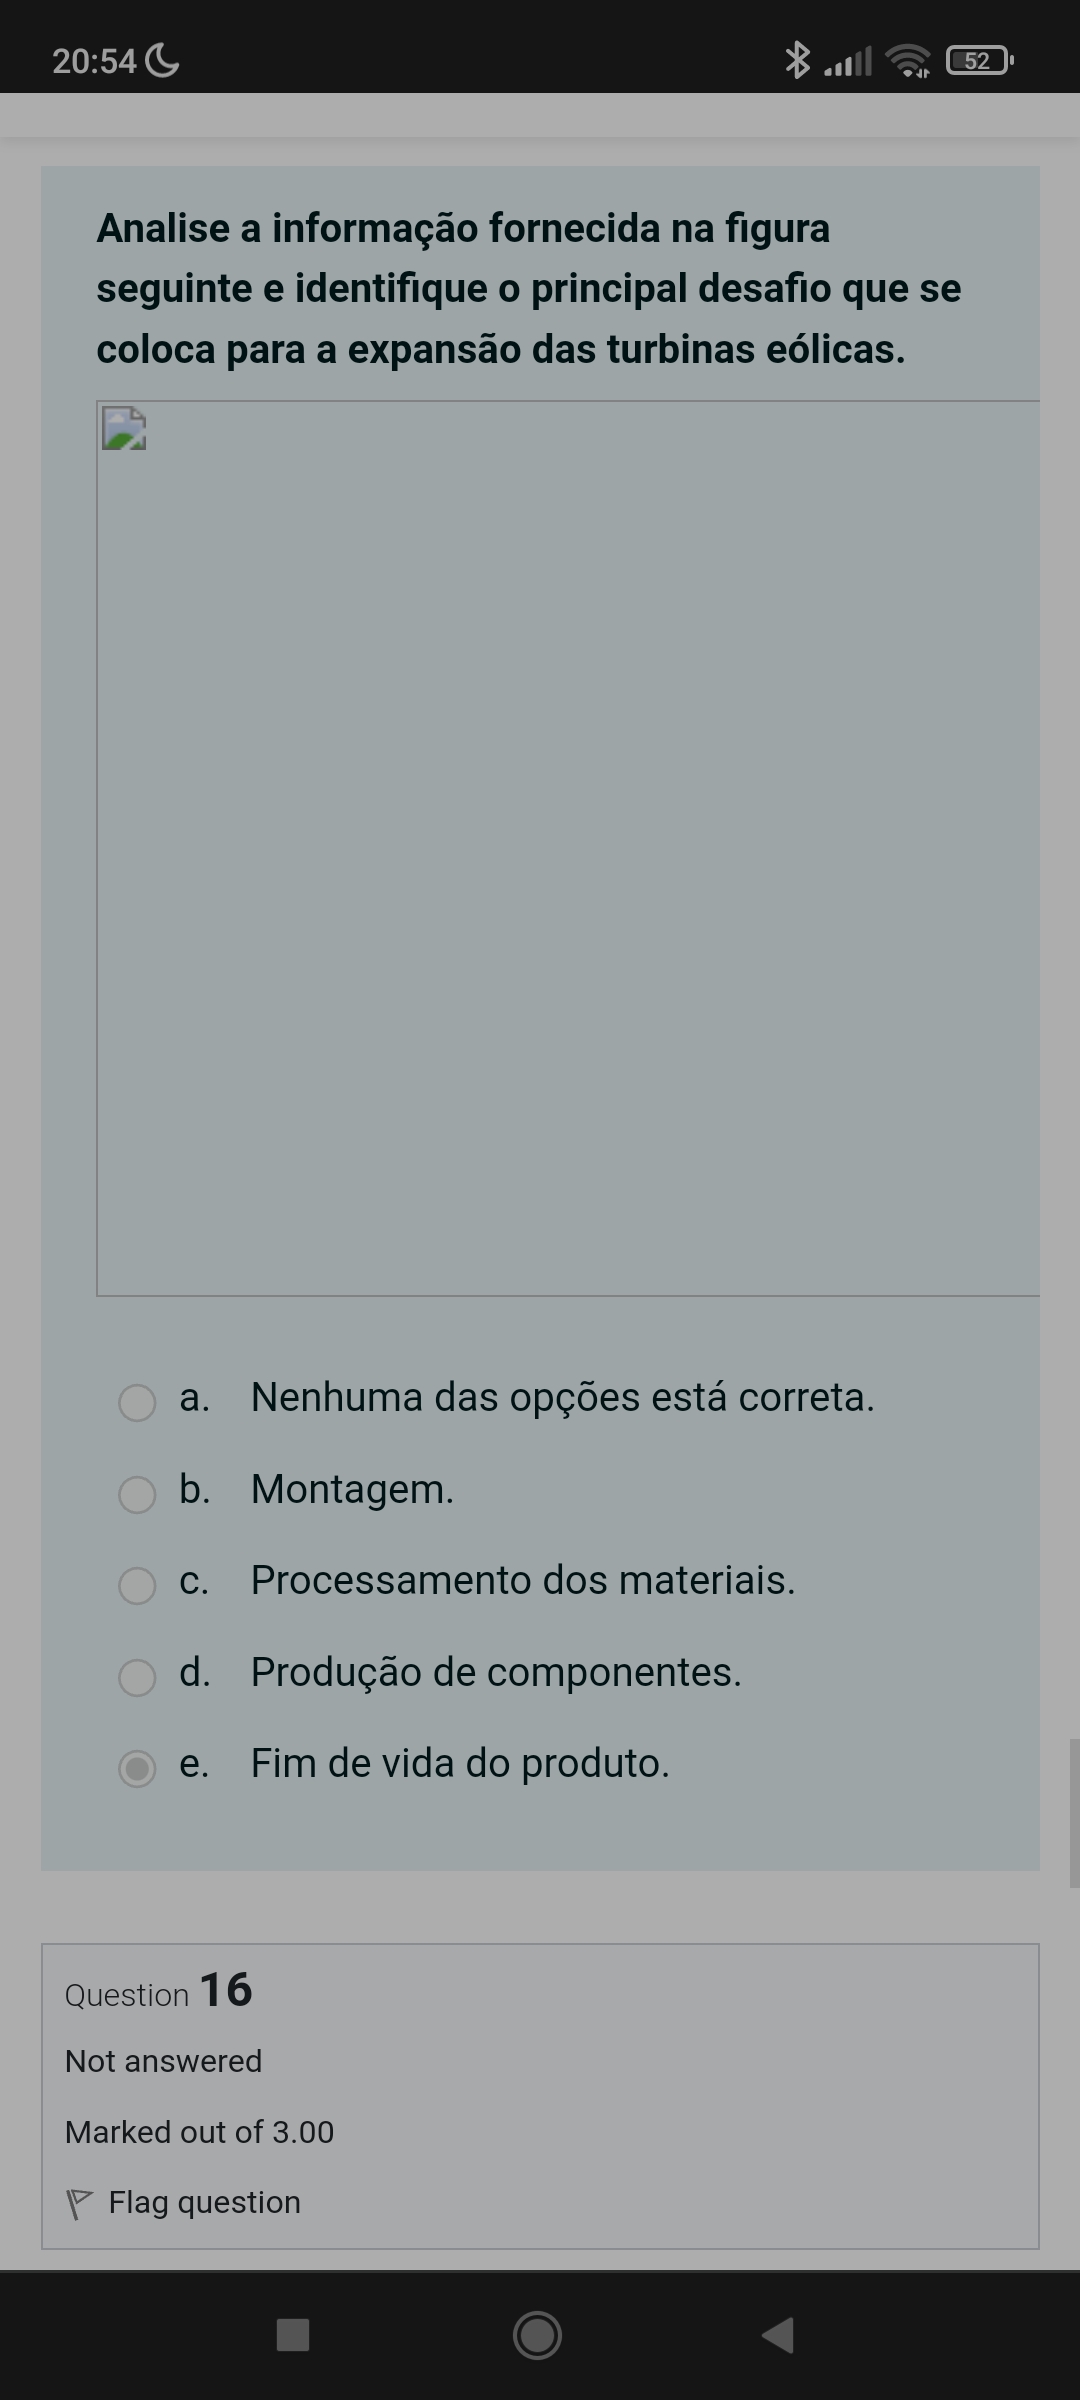 20:54
52
Analise a informação fornecida na figura
seguinte e identifique o principal desafio que se
coloca para a expansão das turbinas eólicas.
a. Nenhuma das opções está correta.
b. Montagem.
c. Processamento dos materiais.
d. Produção de componentes.
e. Fim de vida do produto.
Question 16
Not answered
Marked out of 3.00
Flag question